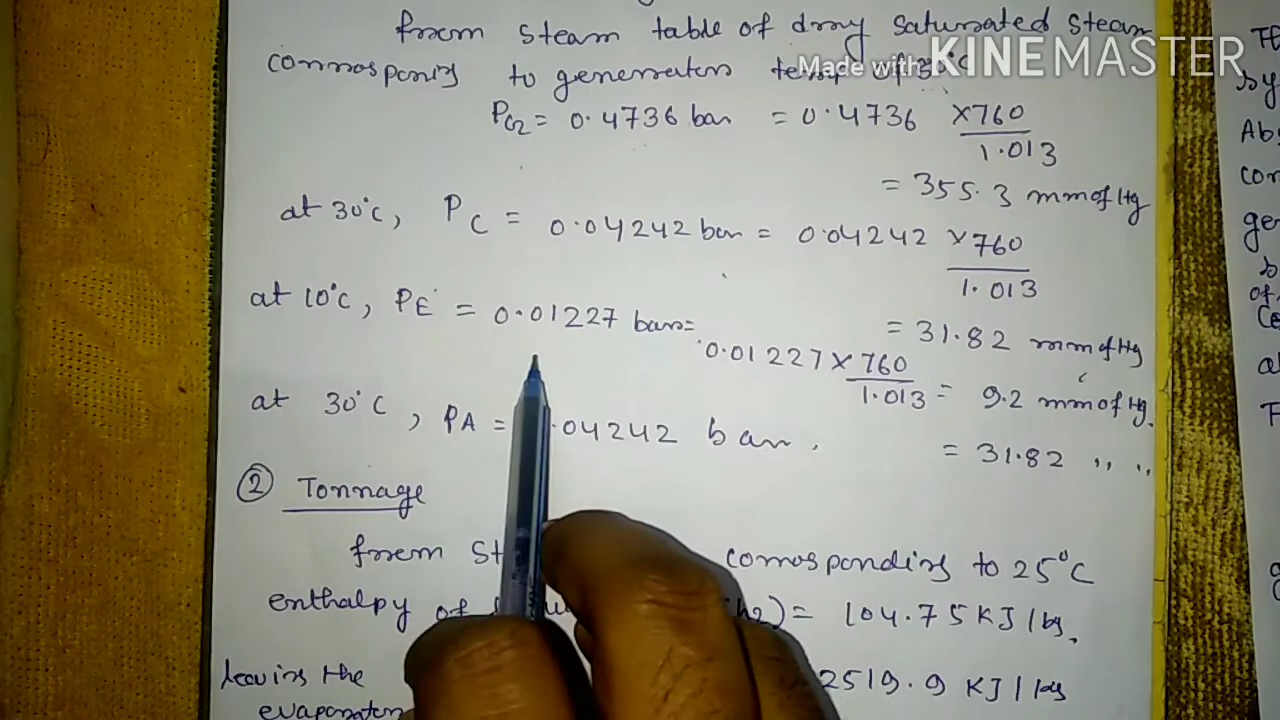 from steam table of dry saturated steam
corresponing to generator temp of 30°C
Made with KINEMASTER
PG = 0.4736 bar = 0.4736 × 760 / 1.013
= 355.3 mm of Hg
at 30°C, PC = 0.04242 bar = 0.04242 × 760 / 1.013
= 31.82 mm of Hg
at 10°C, PE = 0.01227 bar = 0.01227 × 760 / 1.013 = 9.2 mm of Hg.
at 30°C, PA = .04242 bar. = 31.82 ,, ,,
② Tonnage
from St corresponding to 25°C
enthalpy of = 104.75 KJ/kg.
leaving the 2519.9 KJ/kg
evaporator